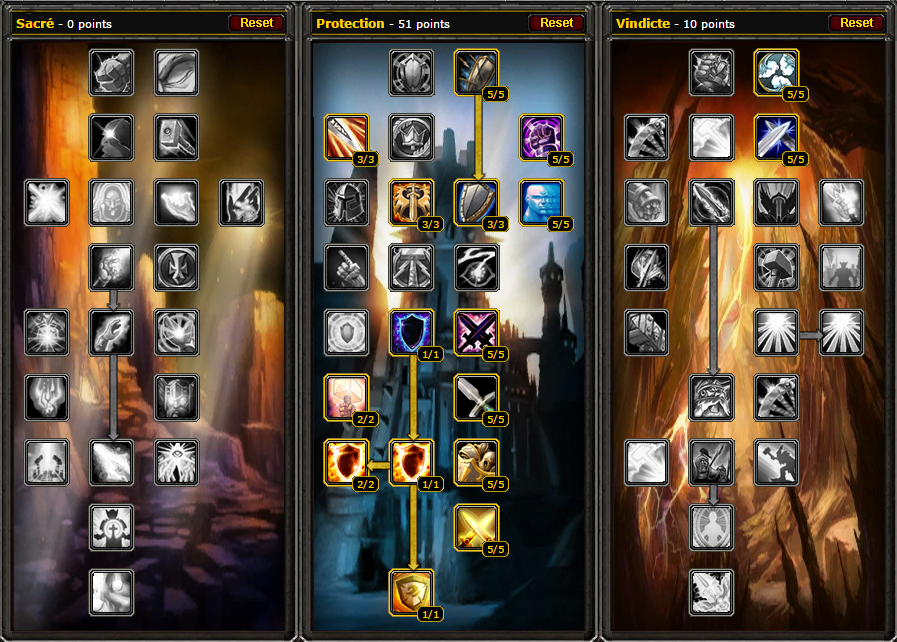 Sacré - 0 points Reset
Protection - 51 points Reset
Vindicte - 10 points Reset
5/5 5/5
3/3 5/5 5/5
3/3 3/3 5/5
1/1 5/5
2/2 5/5
2/2 1/1 5/5
5/5
1/1